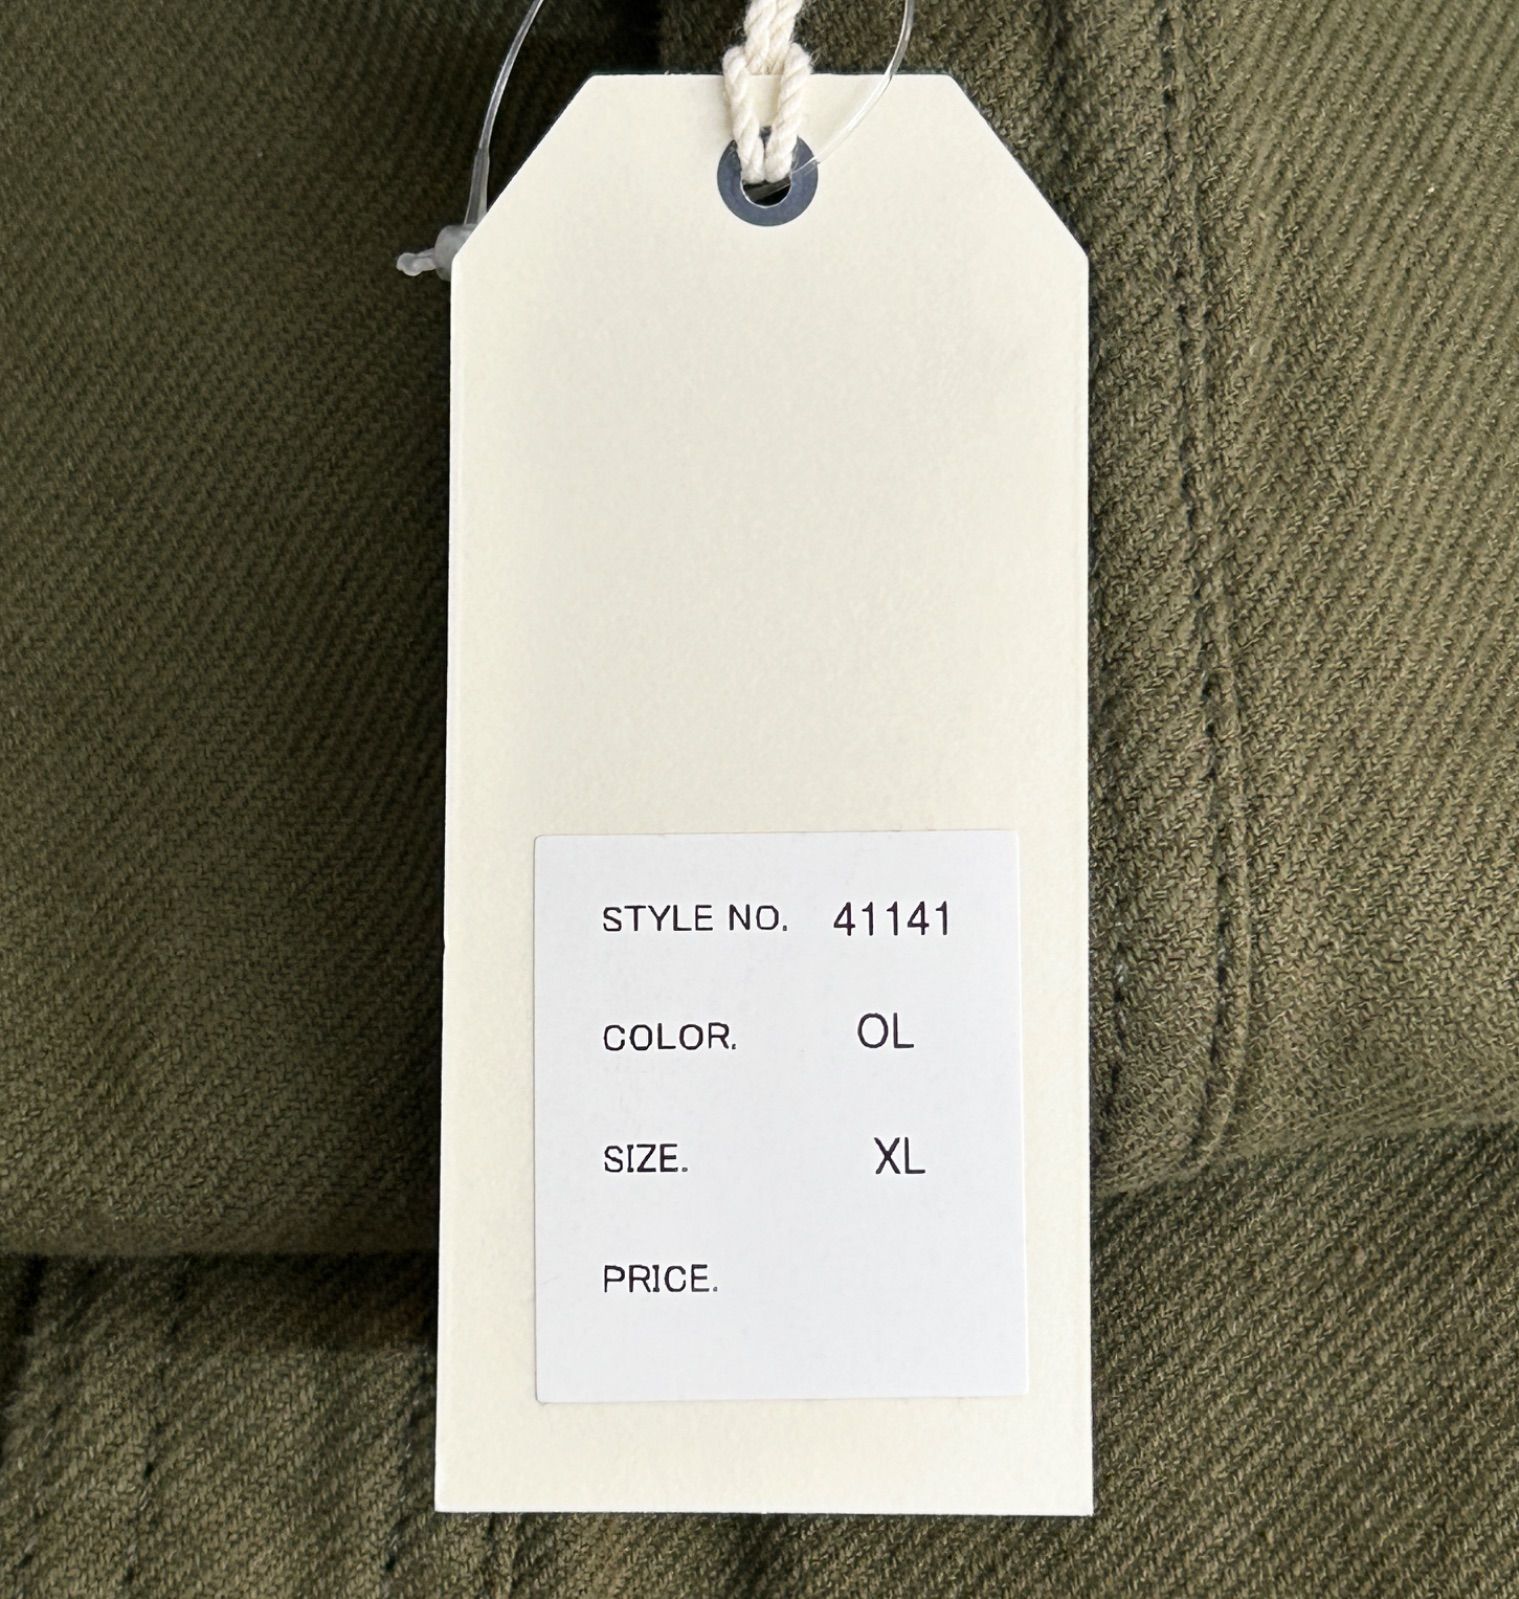 STYLE NO. 41141
COLOR. OL
SIZE. XL
PRICE.